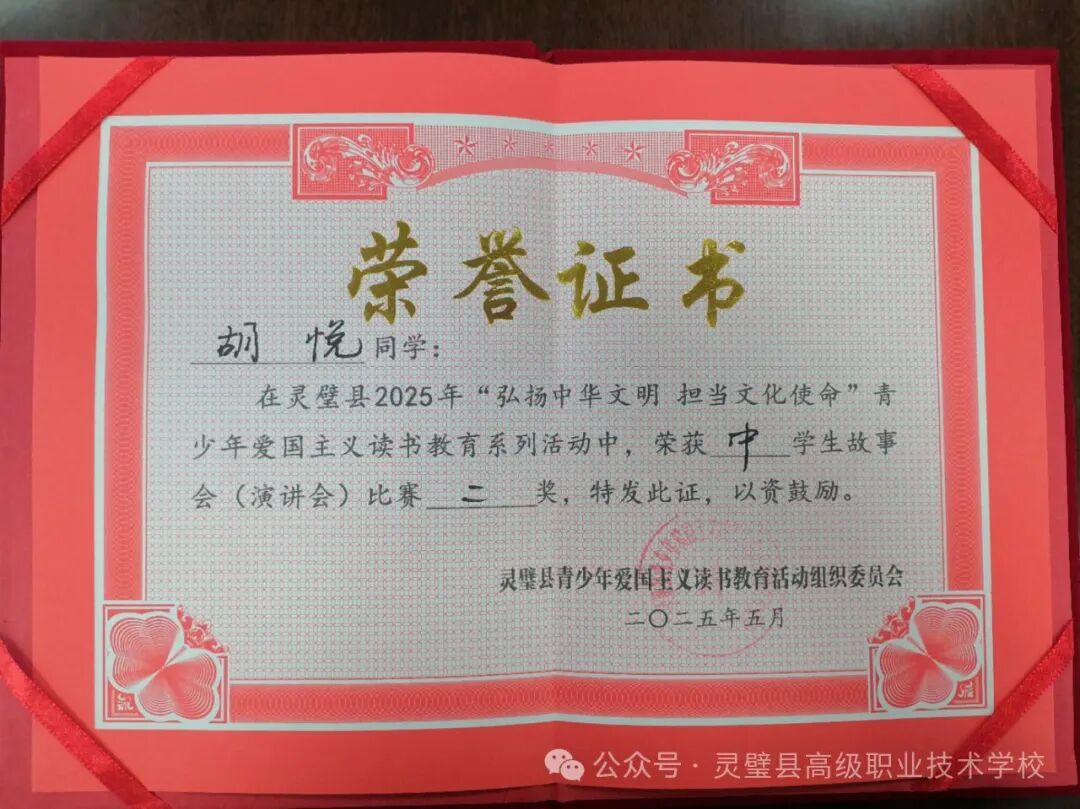 荣誉证书
胡 悦 同学：
在灵璧县2025年“弘扬中华文明 担当文化使命”青
少年爱国主义读书教育系列活动中，荣获 中 学生故事
会（演讲会）比赛 二 奖，特发此证，以资鼓励。
灵璧县青少年爱国主义读书教育活动组织委员会
二〇二五年五月
公众号·灵璧县高级职业技术学校